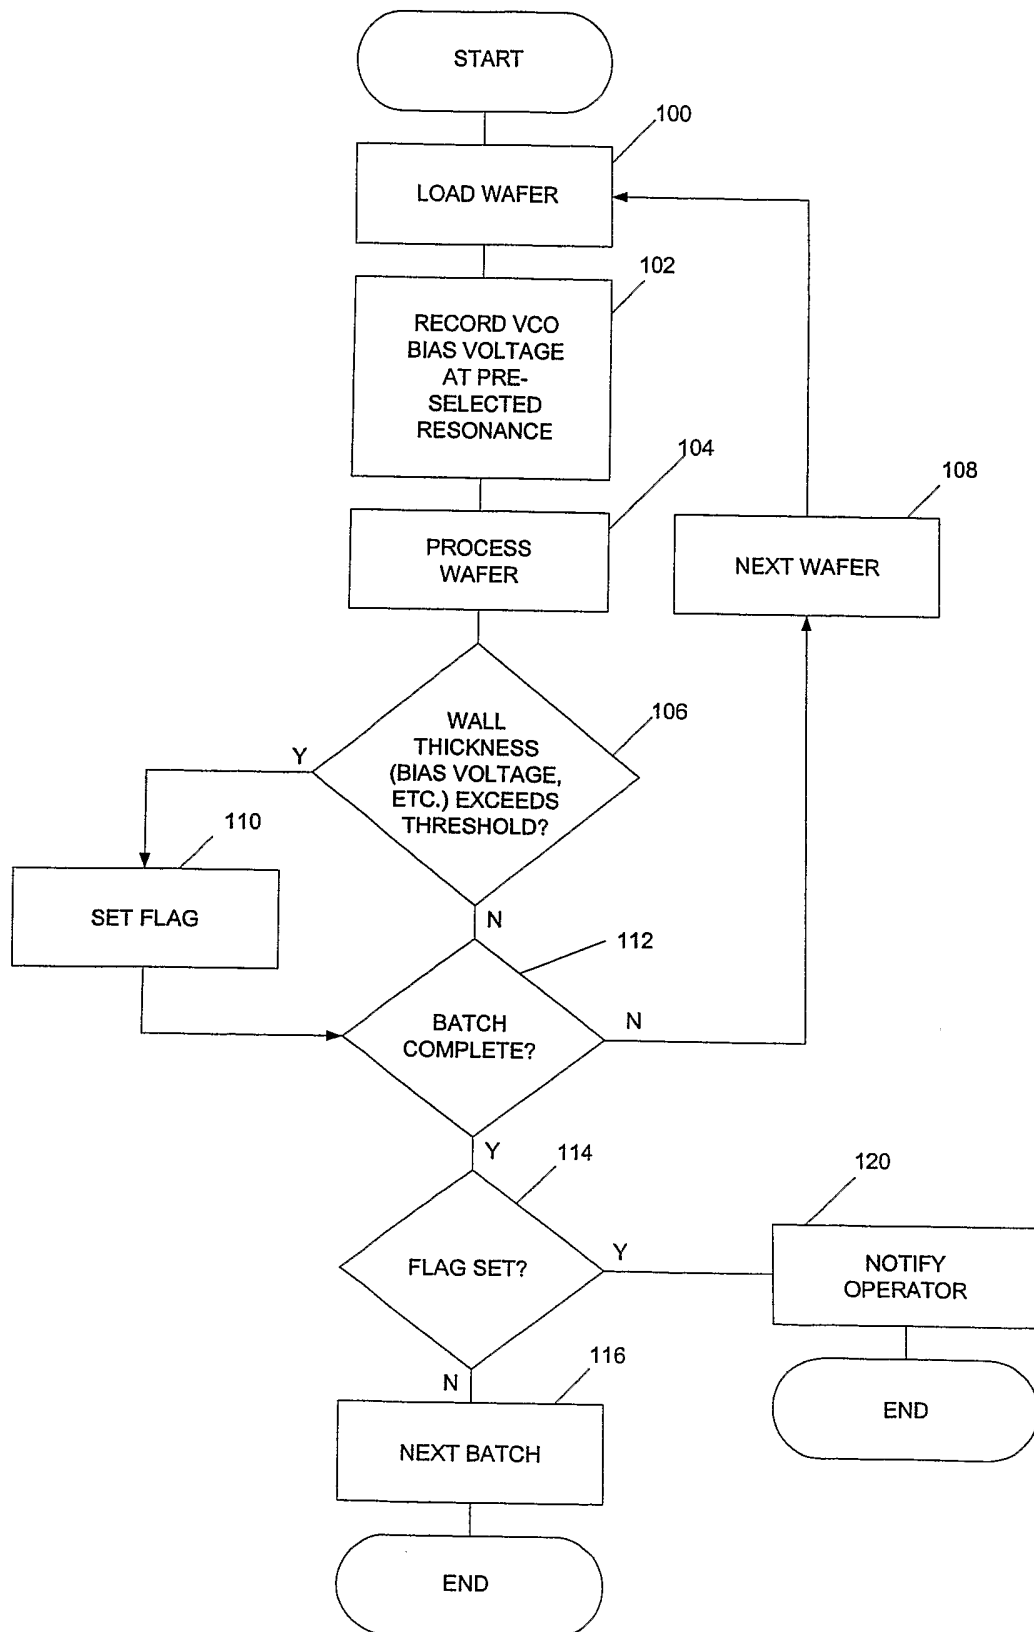 START
100
LOAD WAFER
102
RECORD VCO
BIAS VOLTAGE
AT PRE-
SELECTED
RESONANCE
104
PROCESS
WAFER
108
NEXT WAFER
106
WALL
THICKNESS
(BIAS VOLTAGE,
ETC.) EXCEEDS
THRESHOLD?
Y
110
SET FLAG
N
112
BATCH
COMPLETE?
N
Y
114
FLAG SET?
Y
120
NOTIFY
OPERATOR
END
N
116
NEXT BATCH
END